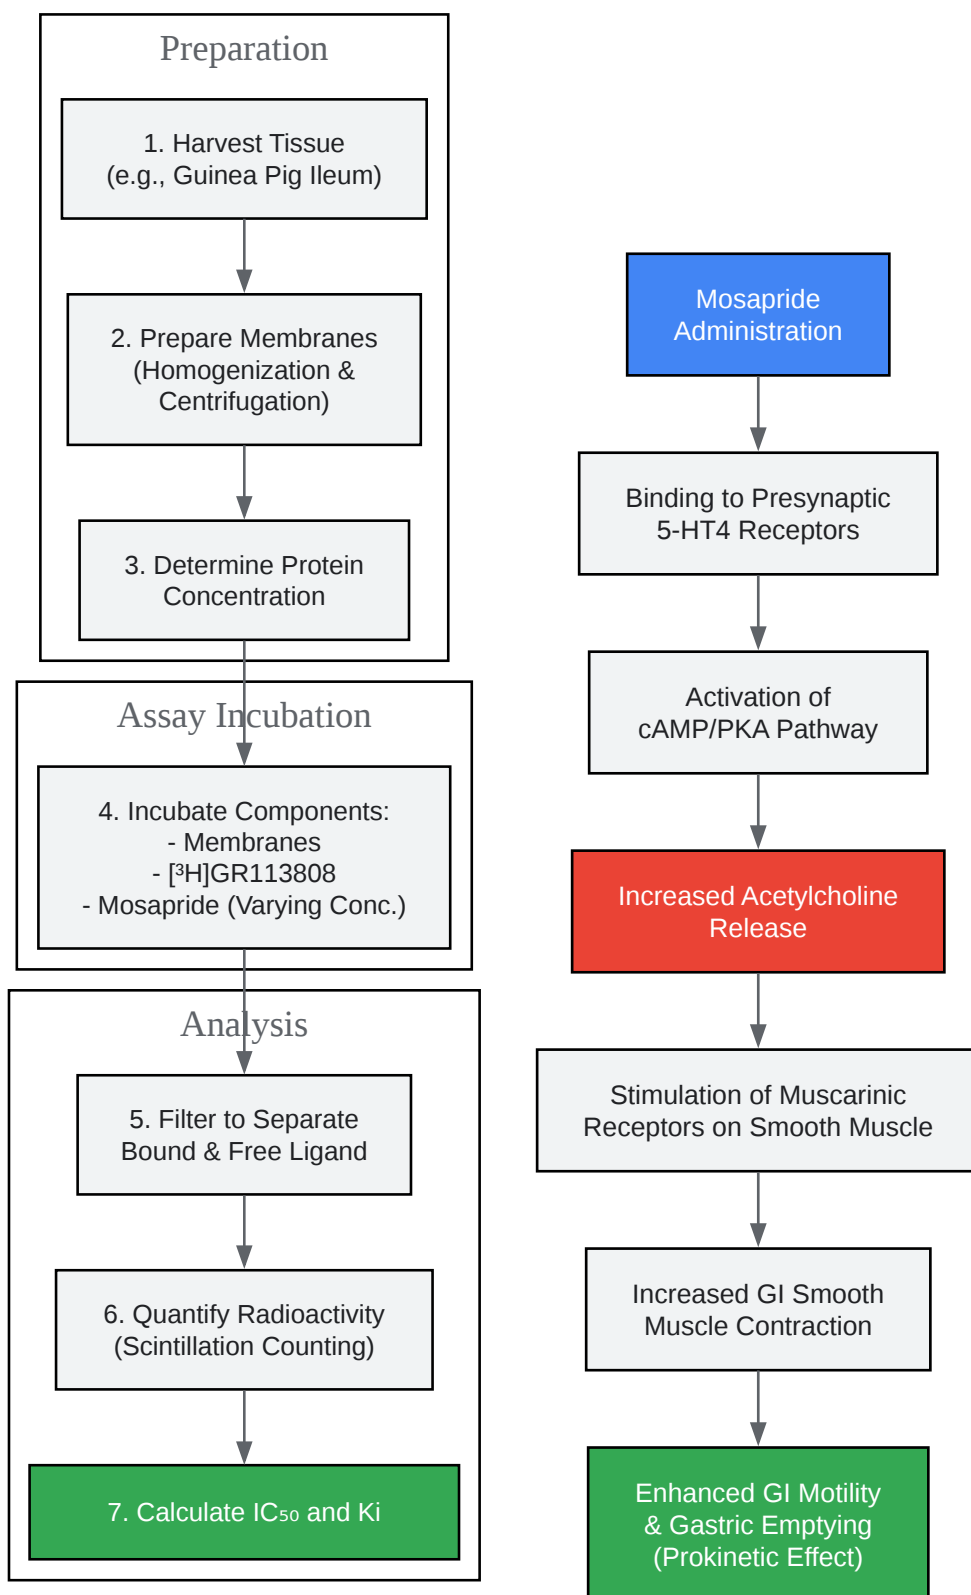 Preparation
1. Harvest Tissue
(e.g., Guinea Pig Ileum)
2. Prepare Membranes
(Homogenization &
Centrifugation)
3. Determine Protein
Concentration
Assay Incubation
4. Incubate Components:
- Membranes
- [³H]GR113808
- Mosapride (Varying Conc.)
Analysis
5. Filter to Separate
Bound & Free Ligand
6. Quantify Radioactivity
(Scintillation Counting)
7. Calculate IC₅₀ and Ki
Mosapride
Administration
Binding to Presynaptic
5-HT4 Receptors
Activation of
cAMP/PKA Pathway
Increased Acetylcholine
Release
Stimulation of Muscarinic
Receptors on Smooth Muscle
Increased GI Smooth
Muscle Contraction
Enhanced GI Motility
& Gastric Emptying
(Prokinetic Effect)